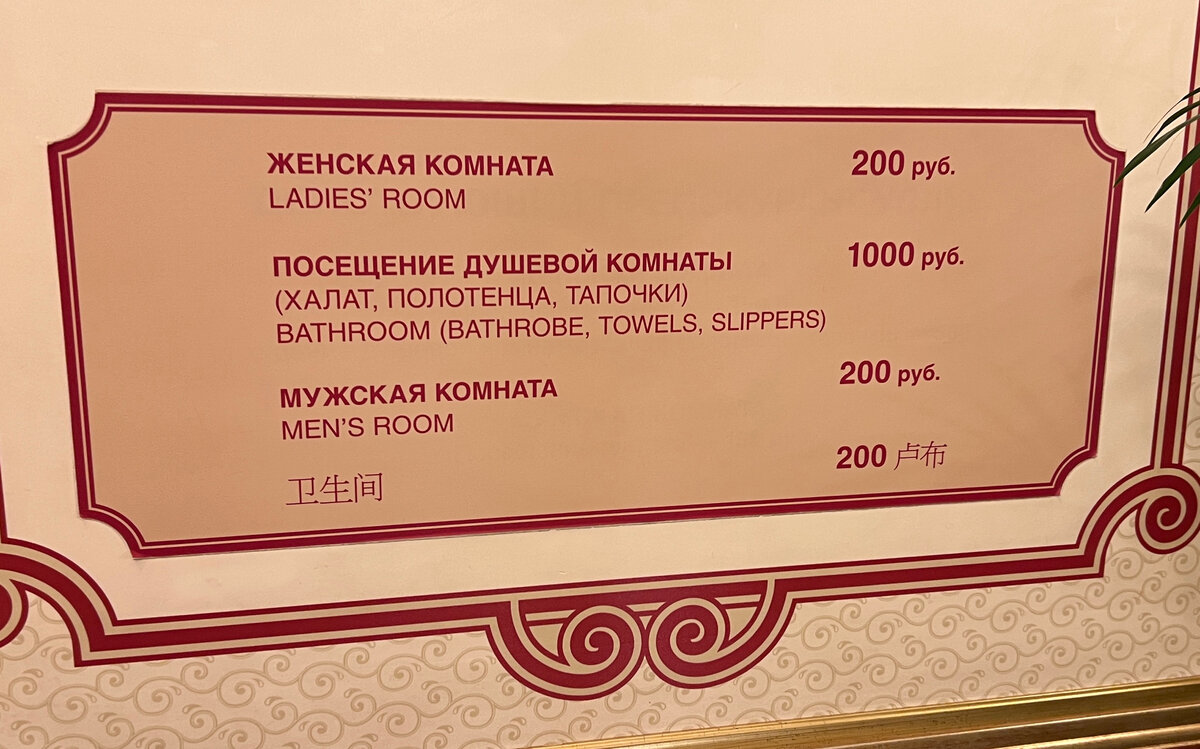 ЖЕНСКАЯ КОМНАТА 200 руб.
LADIES’ ROOM
ПОСЕЩЕНИЕ ДУШЕВОЙ КОМНАТЫ 1000 руб.
(ХАЛАТ, ПОЛОТЕНЦА, ТАПОЧКИ)
BATHROOM (BATHROBE, TOWELS, SLIPPERS)
МУЖСКАЯ КОМНАТА 200 руб.
MEN’S ROOM
卫生间 200 卢布